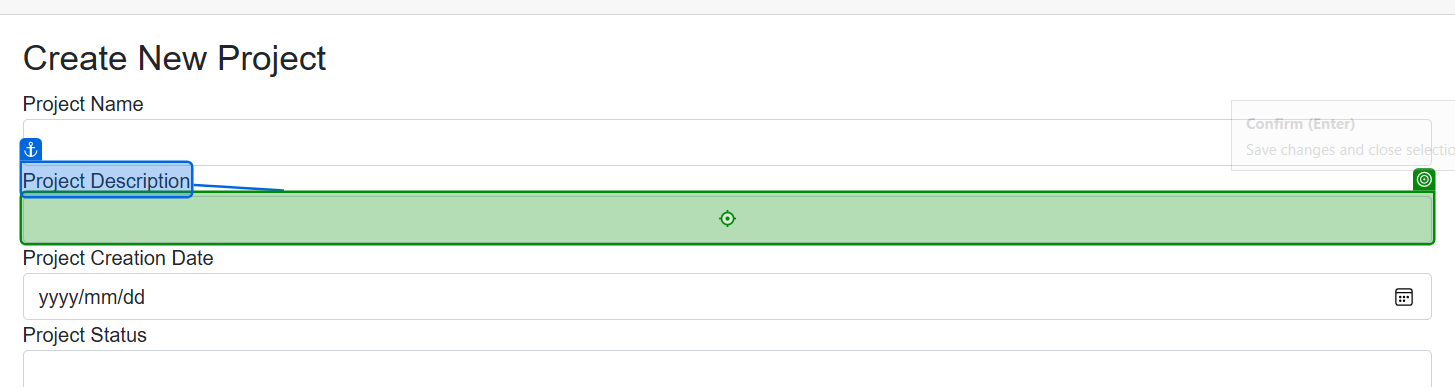 Create New Project
Project Name
Confirm (Enter)
Save changes and close selectio
Project Description
Project Creation Date
yyyy/mm/dd
Project Status